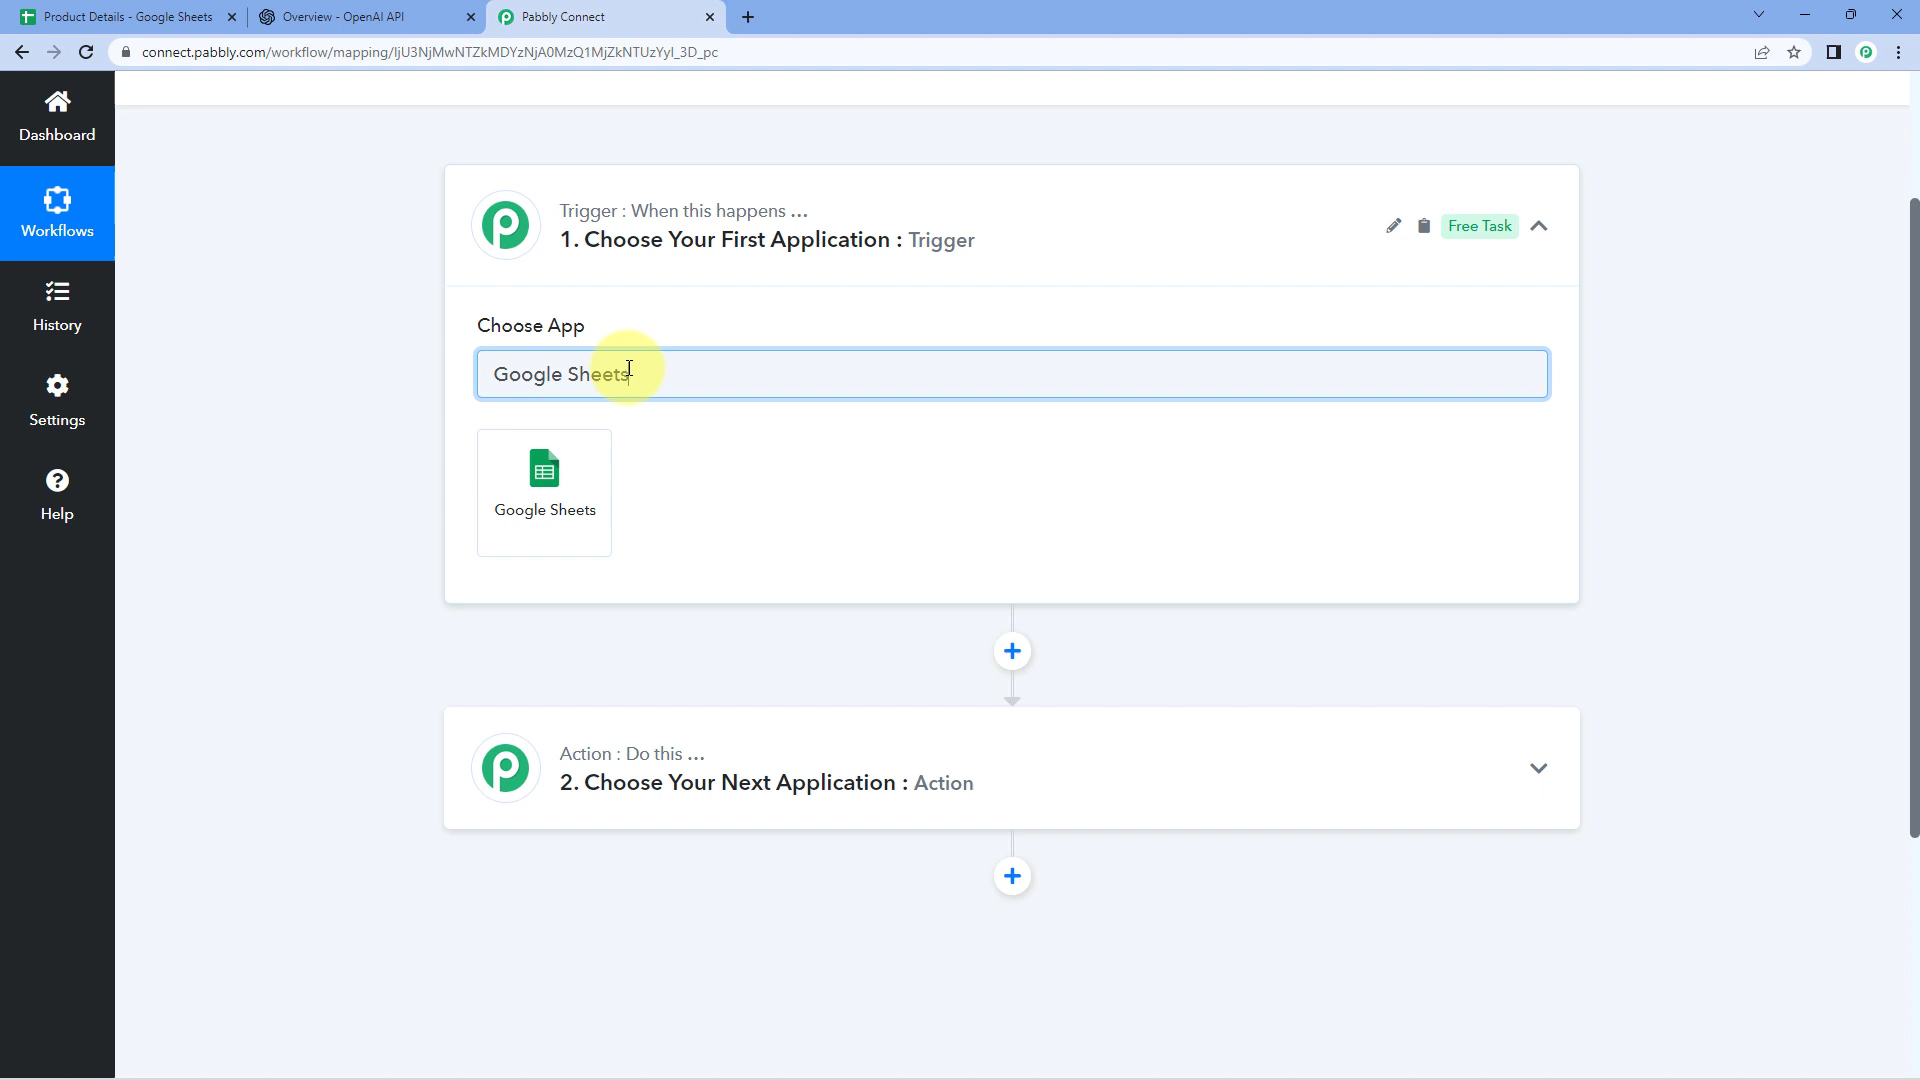 Product Details - Google Sheets
Overview - OpenAI API
Pabbly Connect
connect.pabbly.com/workflow/mapping/IjU3NjMwNTZkMDYzNjA0MzQ1MjZkNTUzYyI_3D_pc
Dashboard
Workflows
History
Settings
Help
Trigger : When this happens ...
1. Choose Your First Application : Trigger
Free Task
Choose App
Google Sheets
Google Sheets
Action : Do this ...
2. Choose Your Next Application : Action